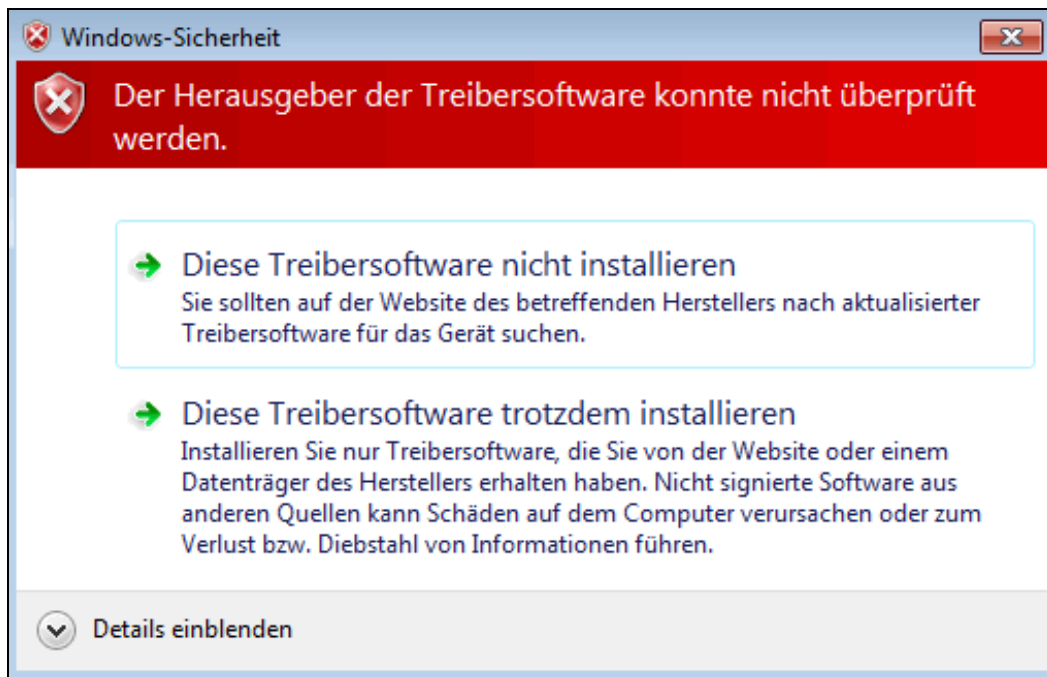 Windows-Sicherheit
Der Herausgeber der Treibersoftware konnte nicht überprüft
werden.
Diese Treibersoftware nicht installieren
Sie sollten auf der Website des betreffenden Herstellers nach aktualisierter
Treibersoftware für das Gerät suchen.
Diese Treibersoftware trotzdem installieren
Installieren Sie nur Treibersoftware, die Sie von der Website oder einem
Datenträger des Herstellers erhalten haben. Nicht signierte Software aus
anderen Quellen kann Schäden auf dem Computer verursachen oder zum
Verlust bzw. Diebstahl von Informationen führen.
Details einblenden